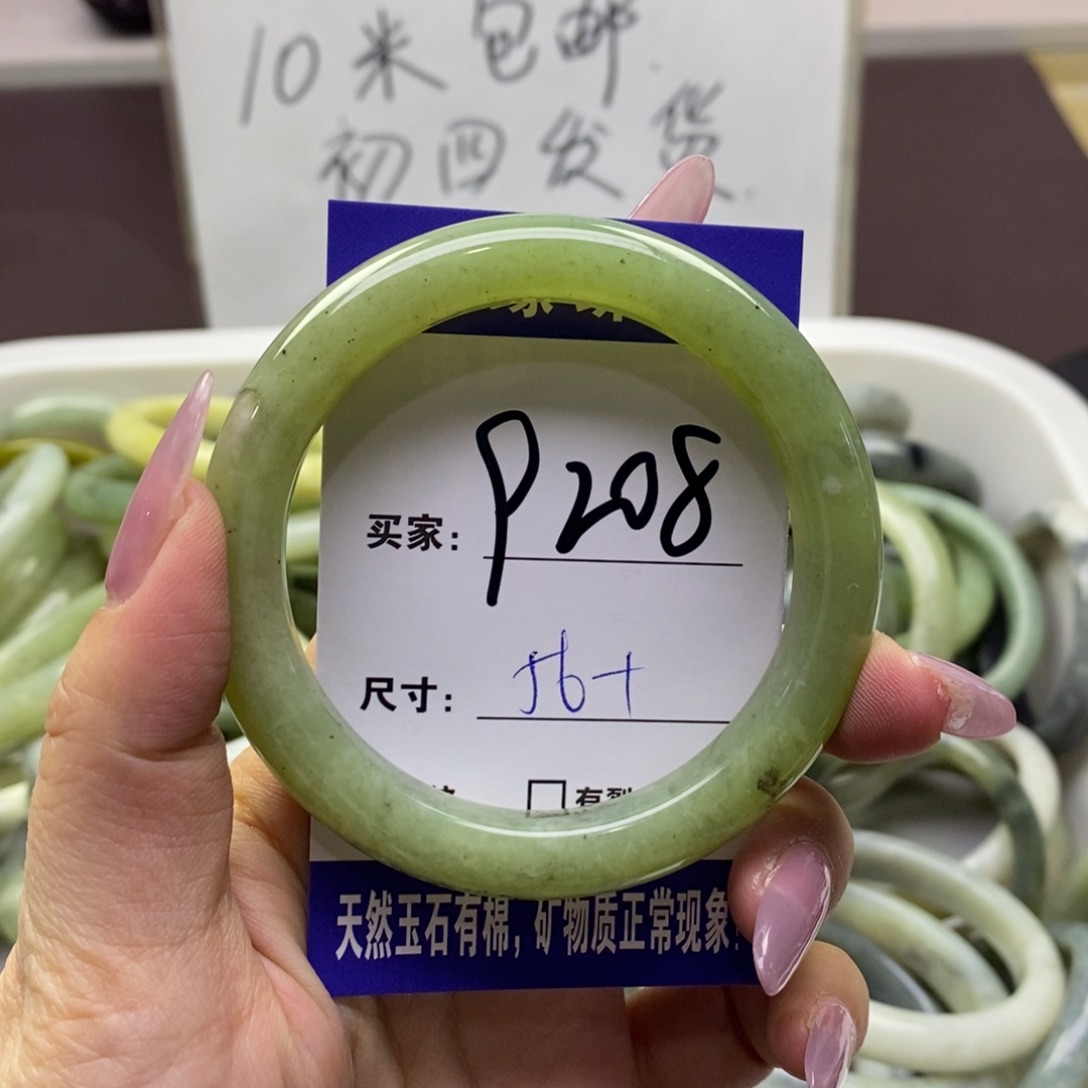 10米包邮.
初四发货.
买家: P208
尺寸: 56+
□有裂
天然玉石有棉,矿物质正常现象!